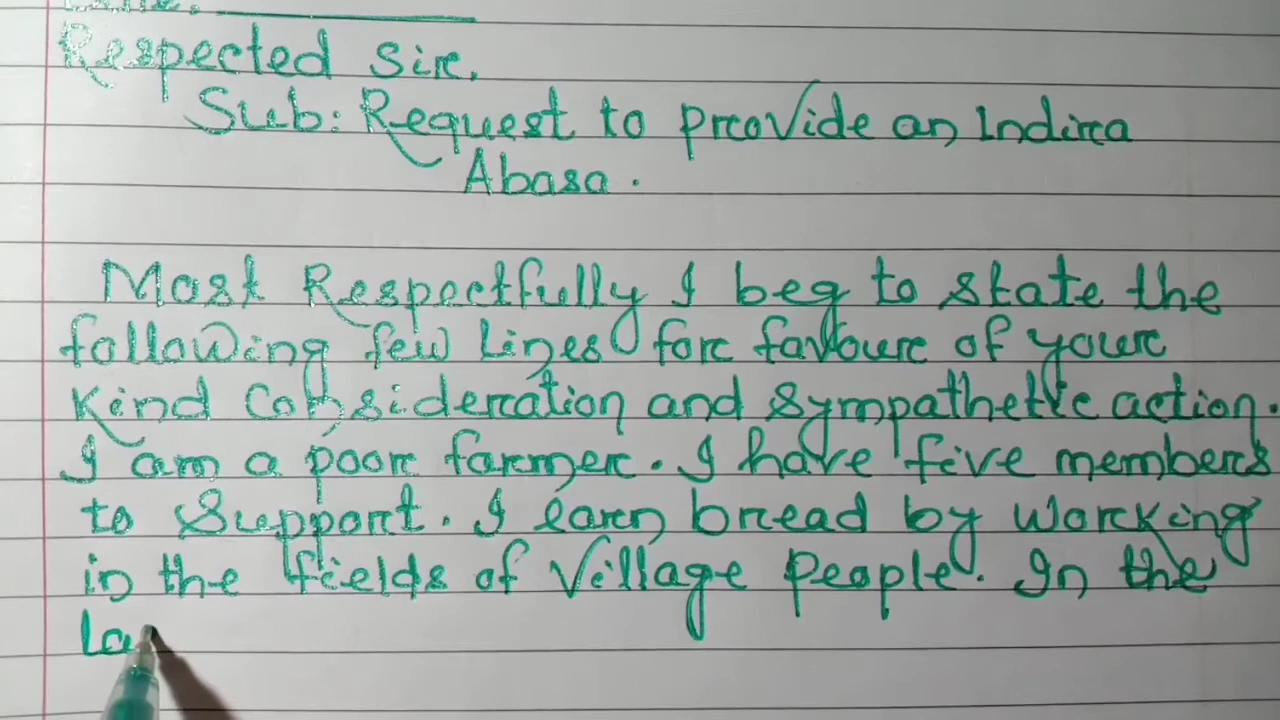 Respected Sir.
Sub: Request to provide an Indira
Abasa.
Most Respectfully I beg to state the
following few lines for favour of your
Kind Consideration and sympathetic action.
I am a poor farmer. I have five members
to Support. I earn bread by working
in the fields of Village people. In the
la